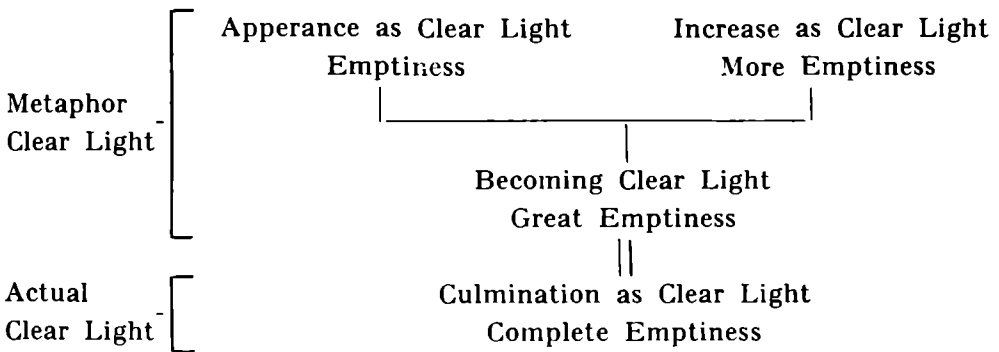 Apperance as Clear Light
Emptiness
Increase as Clear Light
More Emptiness
Metaphor
Clear Light
Becoming Clear Light
Great Emptiness
Actual
Clear Light
Culmination as Clear Light
Complete Emptiness